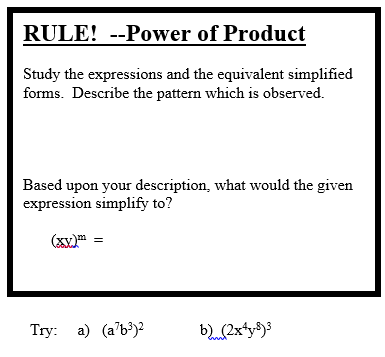 RULE!  --Power of Product
Study the expressions and the equivalent simplified
forms.  Describe the pattern which is observed.
Based upon your description, what would the given
expression simplify to?
(xy)ᵐ  =
Try:    a)  (a⁷b³)²            b)  (2x⁴y⁸)³